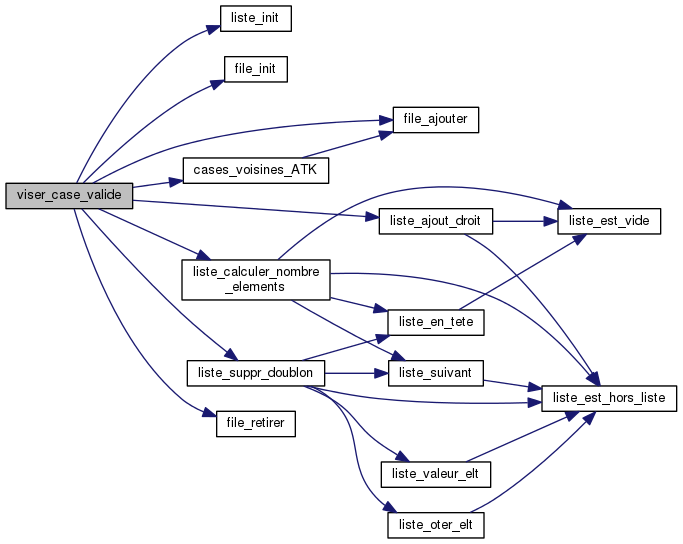 liste_init
file_init
file_ajouter
cases_voisines_ATK
viser_case_valide
liste_ajout_droit
liste_est_vide
liste_calculer_nombre
_elements
liste_en_tete
liste_suppr_doublon
liste_suivant
liste_est_hors_liste
file_retirer
liste_valeur_elt
liste_oter_elt